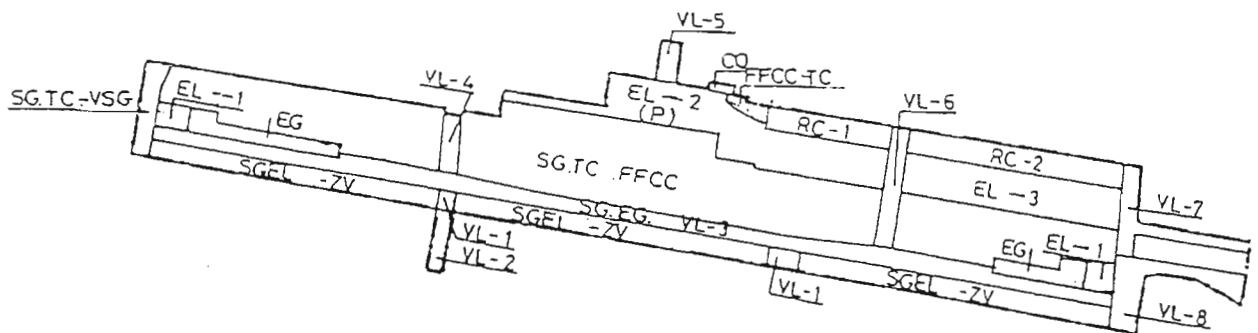 VL-5
CO
FFCC-TC
VL-4
EL-2
(P)
VL-6
SG.TC-VSG
EL--1
EG
RC-1
RC-2
SG.TC.FFCC
EL-3
SGEL -ZV
SG.EG.
VL-3
VL-7
SGEL -ZV
VL-1
VL-2
EG
EL-1
VL-1
SGEL -ZV
VL-8